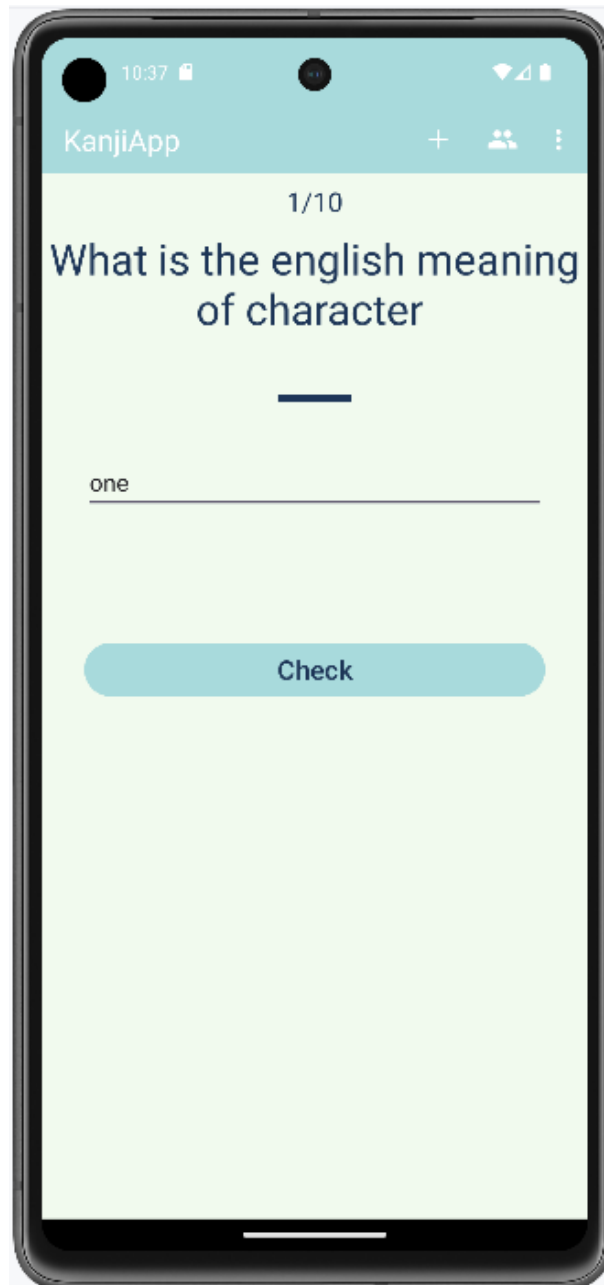 10:37
KanjiApp
1/10
What is the english meaning
of character
一
one
Check